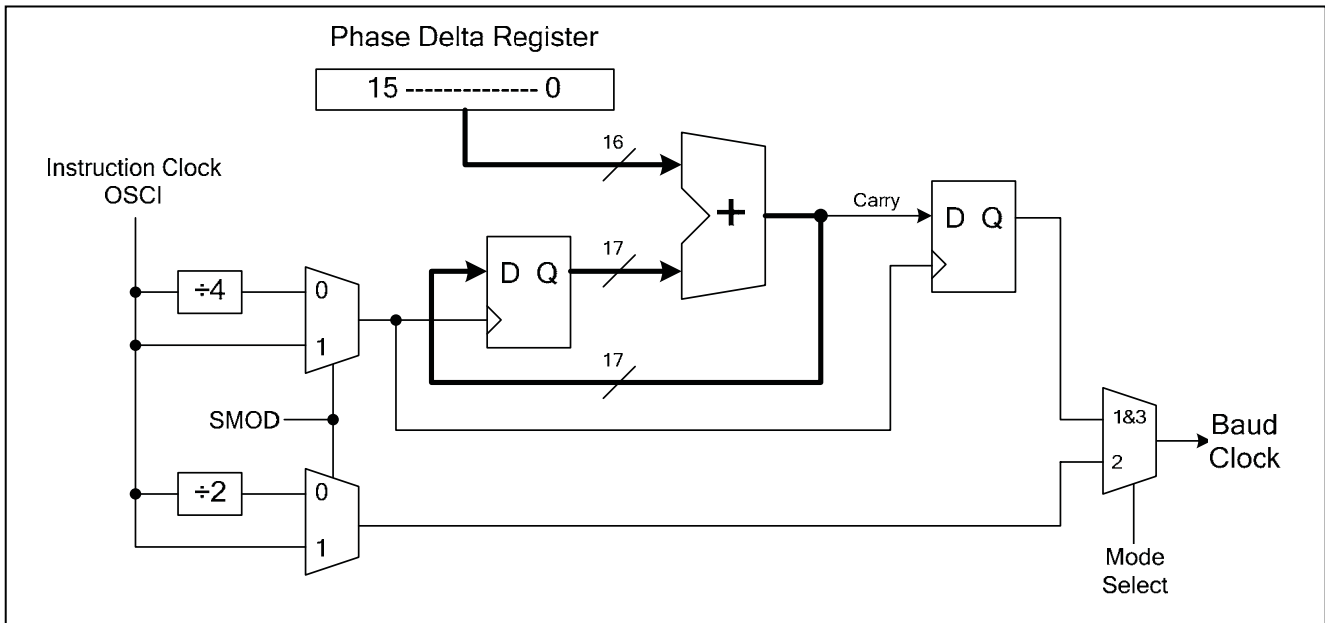 Phase Delta Register
15 -------------- 0
16
Instruction Clock
OSCI
Carry
D Q
+
17
D Q
÷4
0
1
17
SMOD
1&3
2
Baud
Clock
÷2
0
1
Mode
Select